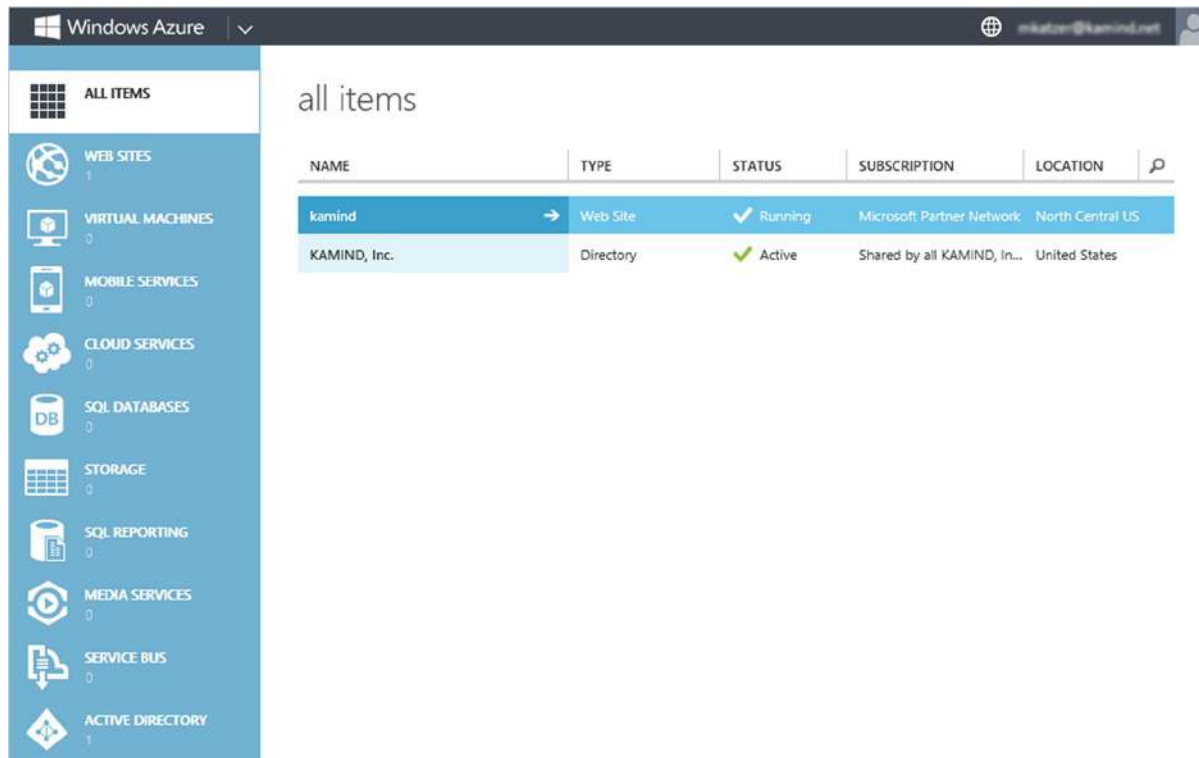 Windows Azure
ALL ITEMS
WEB SITES
1
VIRTUAL MACHINES
0
MOBILE SERVICES
0
CLOUD SERVICES
0
SQL DATABASES
0
DB
STORAGE
0
SQL REPORTING
0
MEDIA SERVICES
0
SERVICE BUS
0
ACTIVE DIRECTORY
1
all items
NAME TYPE STATUS SUBSCRIPTION LOCATION
kamind Web Site Running Microsoft Partner Network North Central US
KAMIND, Inc. Directory Active Shared by all KAMIND, In... United States